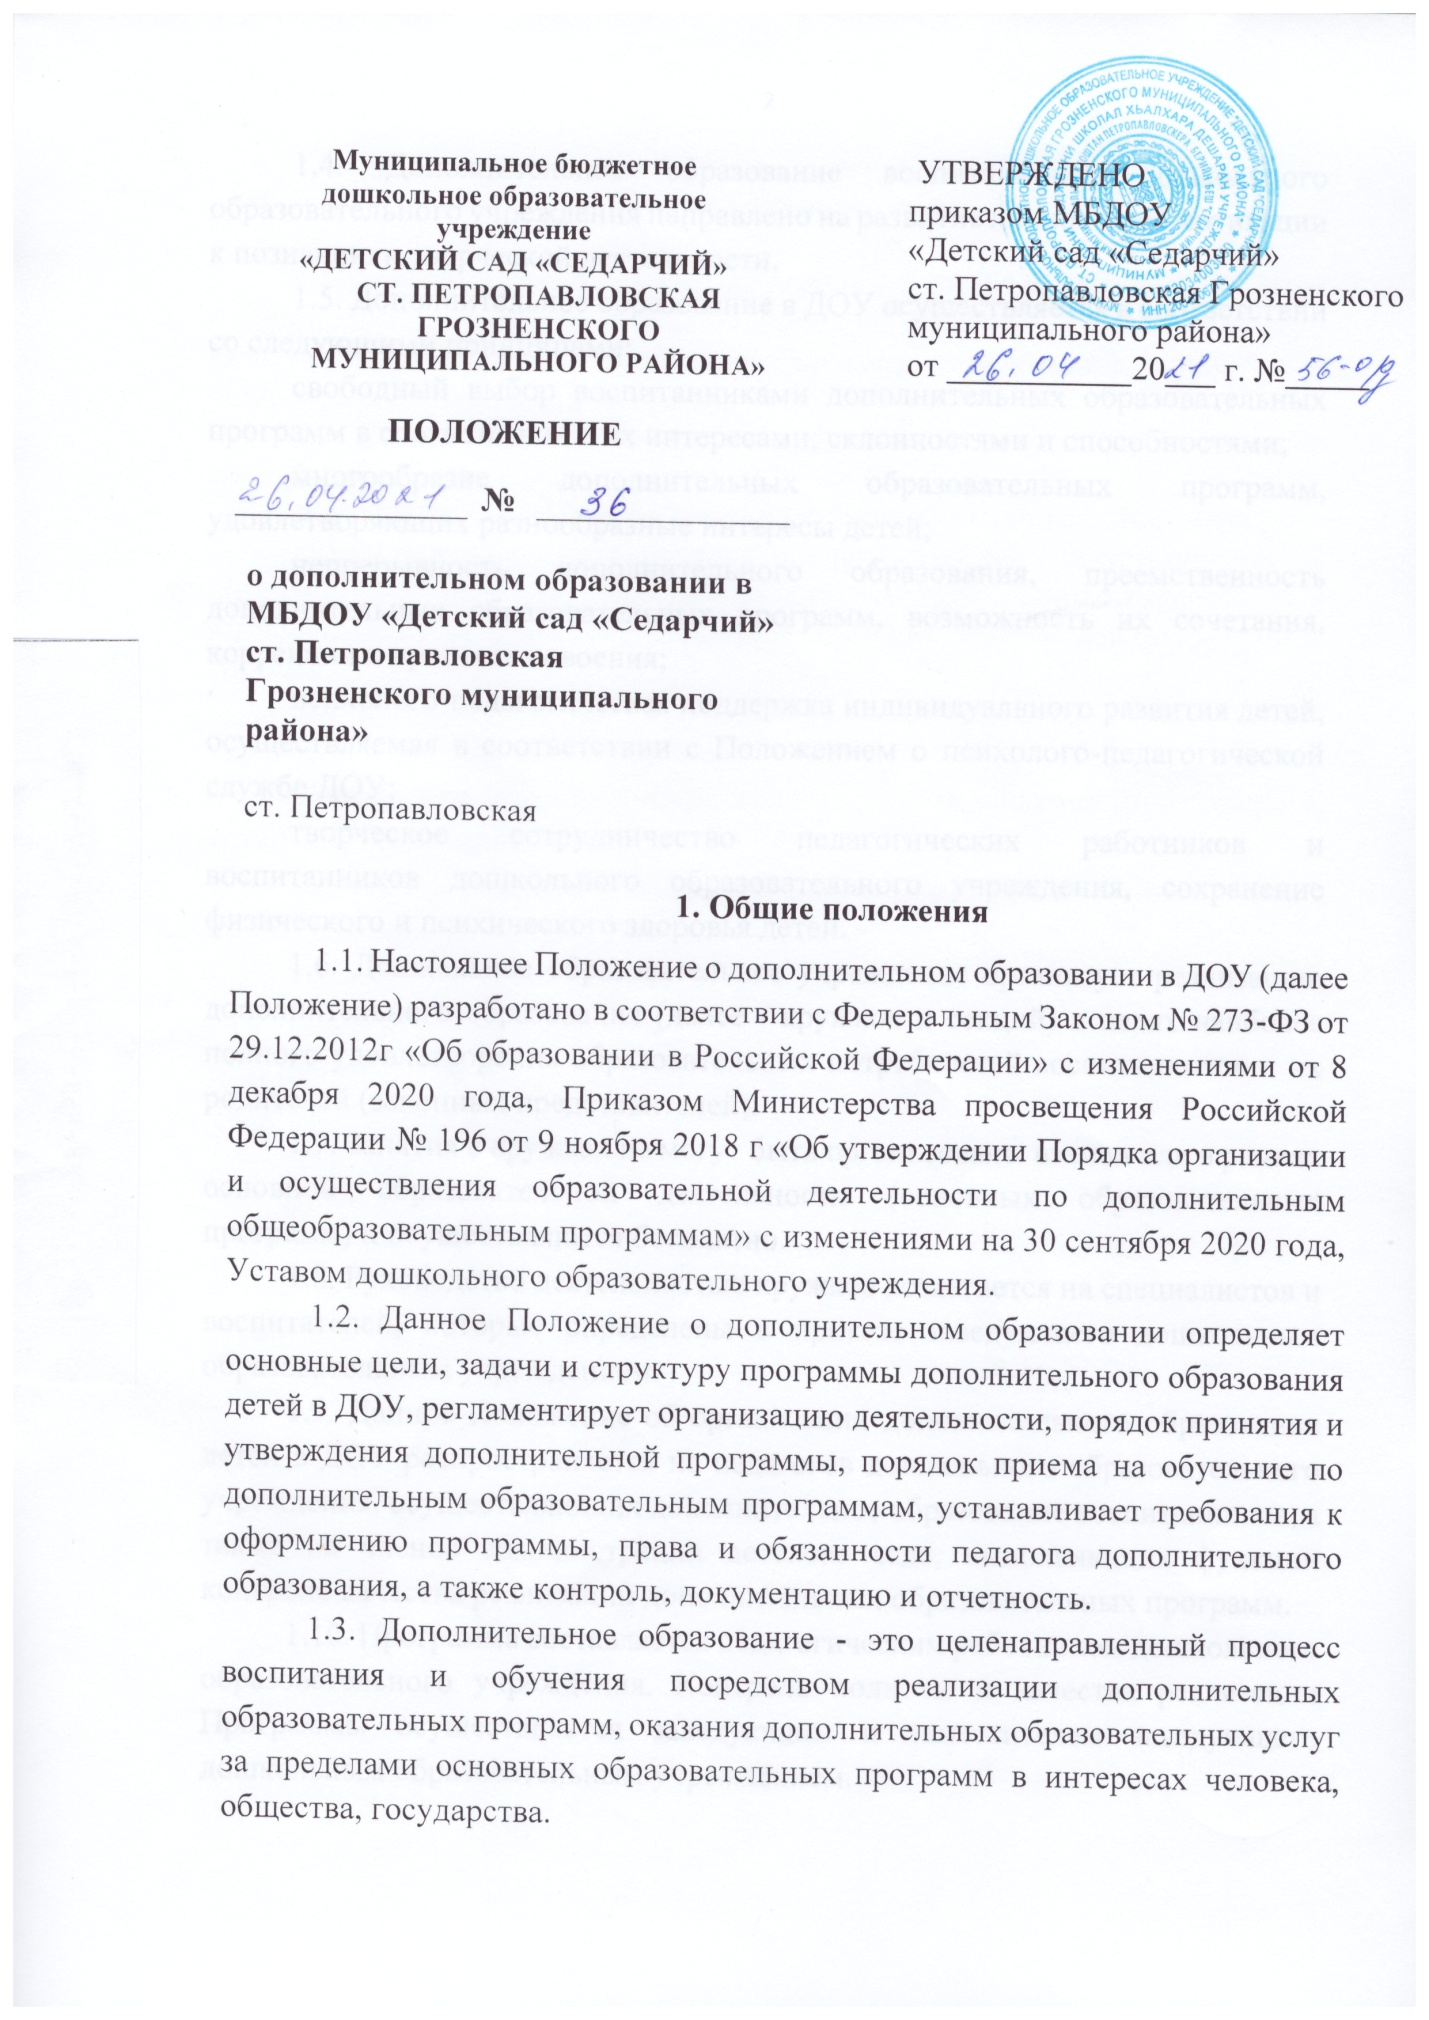 Муниципальное бюджетное
дошкольное образовательное
учреждение
«ДЕТСКИЙ САД «СЕДАРЧИЙ»
СТ. ПЕТРОПАВЛОВСКАЯ
ГРОЗНЕНСКОГО
МУНИЦИПАЛЬНОГО РАЙОНА»
УТВЕРЖДЕНО
приказом МБДОУ
«Детский сад «Седарчий»
ст. Петропавловская Грозненского
муниципального района»
от 26.04 2021 г. № 56-од
ПОЛОЖЕНИЕ
26.04.2021 № 36
о дополнительном образовании в
МБДОУ «Детский сад «Седарчий»
ст. Петропавловская
Грозненского муниципального
района»
ст. Петропавловская
1. Общие положения
1.1. Настоящее Положение о дополнительном образовании в ДОУ (далее
Положение) разработано в соответствии с Федеральным Законом № 273-ФЗ от
29.12.2012г «Об образовании в Российской Федерации» с изменениями от 8
декабря 2020 года, Приказом Министерства просвещения Российской
Федерации № 196 от 9 ноября 2018 г «Об утверждении Порядка организации
и осуществления образовательной деятельности по дополнительным
общеобразовательным программам» с изменениями на 30 сентября 2020 года,
Уставом дошкольного образовательного учреждения.
1.2. Данное Положение о дополнительном образовании определяет
основные цели, задачи и структуру программы дополнительного образования
детей в ДОУ, регламентирует организацию деятельности, порядок принятия и
утверждения дополнительной программы, порядок приема на обучение по
дополнительным образовательным программам, устанавливает требования к
оформлению программы, права и обязанности педагога дополнительного
образования, а также контроль, документацию и отчетность.
1.3. Дополнительное образование - это целенаправленный процесс
воспитания и обучения посредством реализации дополнительных
образовательных программ, оказания дополнительных образовательных услуг
за пределами основных образовательных программ в интересах человека,
общества, государства.